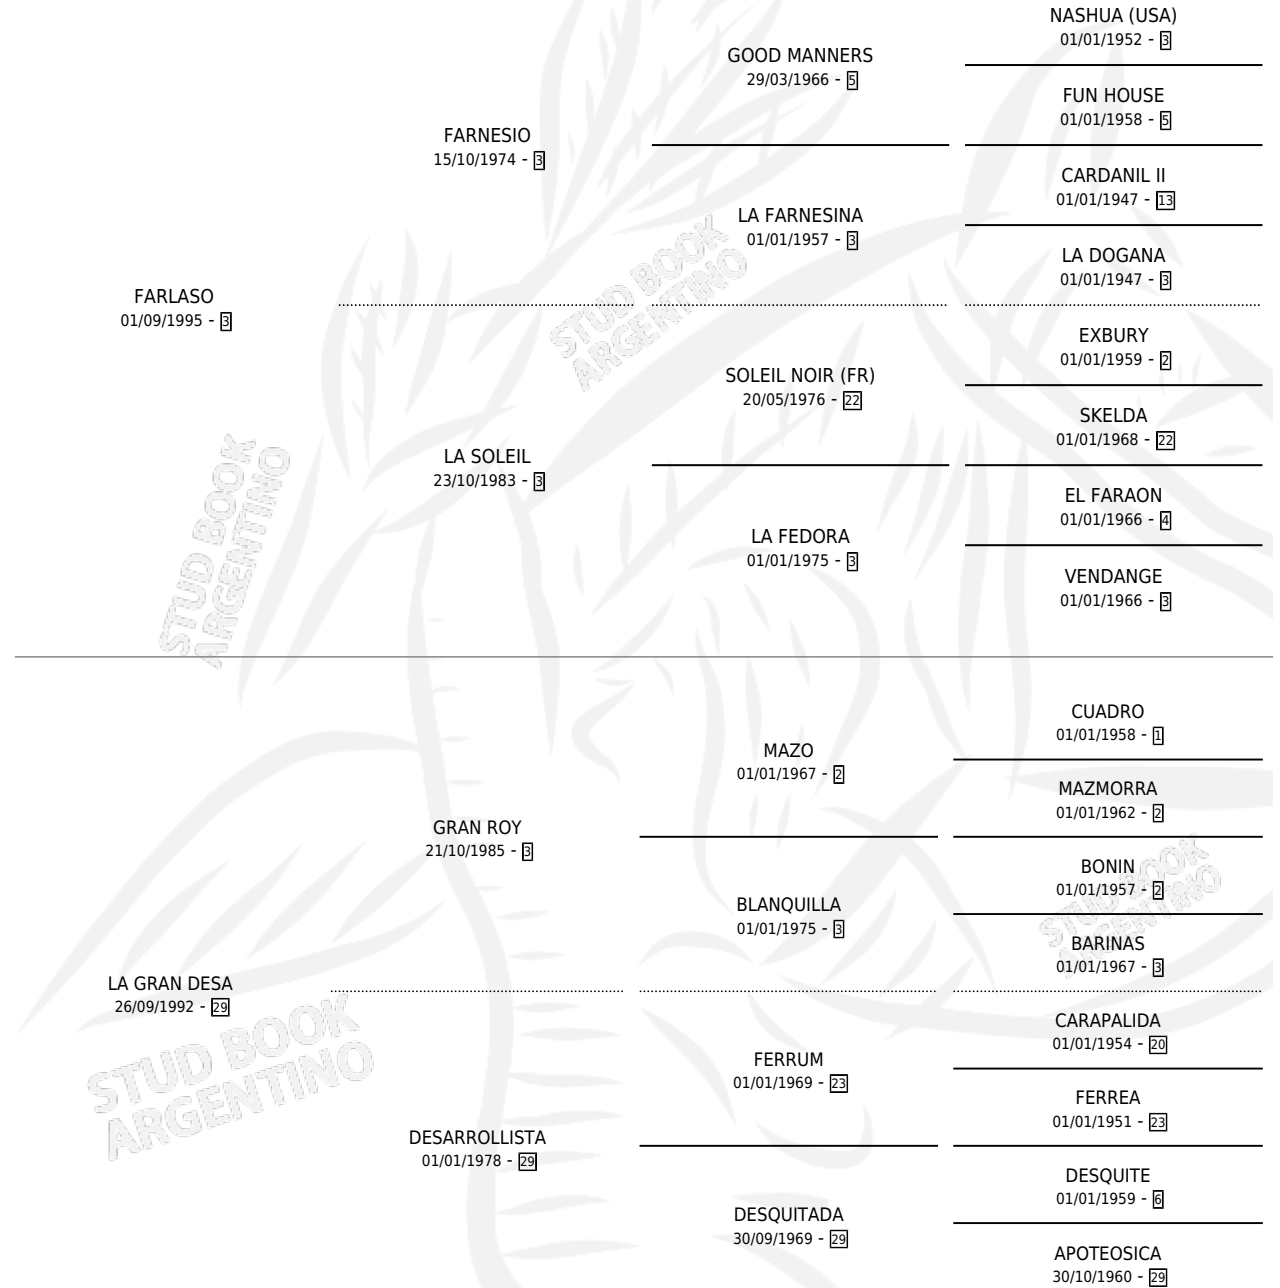 NASHUA (USA)
01/01/1952 - 3
GOOD MANNERS
29/03/1966 - 5
FUN HOUSE
01/01/1958 - 5
FARNESIO
15/10/1974 - 3
CARDANIL II
01/01/1947 - 13
LA FARNESINA
01/01/1957 - 3
LA DOGANA
01/01/1947 - 3
FARLASO
01/09/1995 - 3
EXBURY
01/01/1959 - 2
SOLEIL NOIR (FR)
20/05/1976 - 22
SKELDA
01/01/1968 - 22
LA SOLEIL
23/10/1983 - 3
EL FARAON
01/01/1966 - 4
LA FEDORA
01/01/1975 - 3
VENDANGE
01/01/1966 - 3
CUADRO
01/01/1958 - 1
MAZO
01/01/1967 - 2
MAZMORRA
01/01/1962 - 2
GRAN ROY
21/10/1985 - 3
BONIN
01/01/1957 - 2
BLANQUILLA
01/01/1975 - 3
BARINAS
01/01/1967 - 3
LA GRAN DESA
26/09/1992 - 29
CARAPALIDA
01/01/1954 - 20
FERRUM
01/01/1969 - 23
FERREA
01/01/1951 - 23
DESARROLLISTA
01/01/1978 - 29
DESQUITE
01/01/1959 - 6
DESQUITADA
30/09/1969 - 29
APOTEOSICA
30/10/1960 - 29
STUD BOOK
ARGENTINO
STUD BOOK
ARGENTINO
STUD BOOK
ARGENTINO
STUD BOOK
ARGENTINO